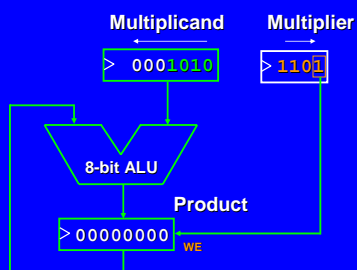 Multiplicand Multiplier
0001010 1101
8-bit ALU
Product
00000000
WE